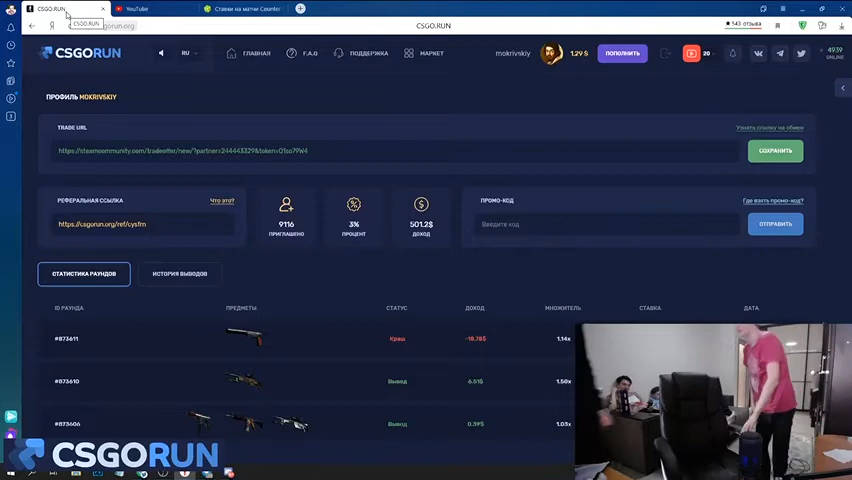 CSGO.RUN
YouTube
Ставки на матчи Counter
CSGO.RUN
gorun.org
CSGO.RUN
543 отзыва
CSGORUN
RU
ГЛАВНАЯ
F.A.Q
ПОДДЕРЖКА
МАРКЕТ
mokrivskiy
1.29 $
ПОПОЛНИТЬ
20
4939
ONLINE
ПРОФИЛЬ MOKRIVSKIY
TRADE URL
Узнать ссылку на обмен
https://steamcommunity.com/tradeoffer/new/?partner=244443329&token=Q1so79W4
СОХРАНИТЬ
РЕФЕРАЛЬНАЯ ССЫЛКА
Что это?
https://csgorun.org/ref/cysfrn
9116
ПРИГЛАШЕНО
3%
ПРОЦЕНТ
501.2$
ДОХОД
ПРОМО-КОД
Где взять промо-код?
Введите код
ОТПРАВИТЬ
СТАТИСТИКА РАУНДОВ
ИСТОРИЯ ВЫВОДОВ
ID РАУНДА
ПРЕДМЕТЫ
СТАТУС
ДОХОД
МНОЖИТЕЛЬ
СТАВКА
ДАТА
#873611
Краш
-18.78$
1.14x
#873610
Вывод
6.51$
1.50x
#873606
Вывод
0.39$
1.03x
CSGORUN